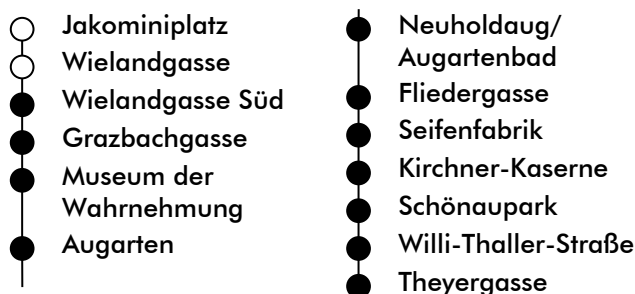 Jakominiplatz
Wielandgasse
Wielandgasse Süd
Grazbachgasse
Museum der
Wahrnehmung
Augarten
Neuholdaug/
Augartenbad
Fliedergasse
Seifenfabrik
Kirchner-Kaserne
Schönaupark
Willi-Thaller-Straße
Theyergasse